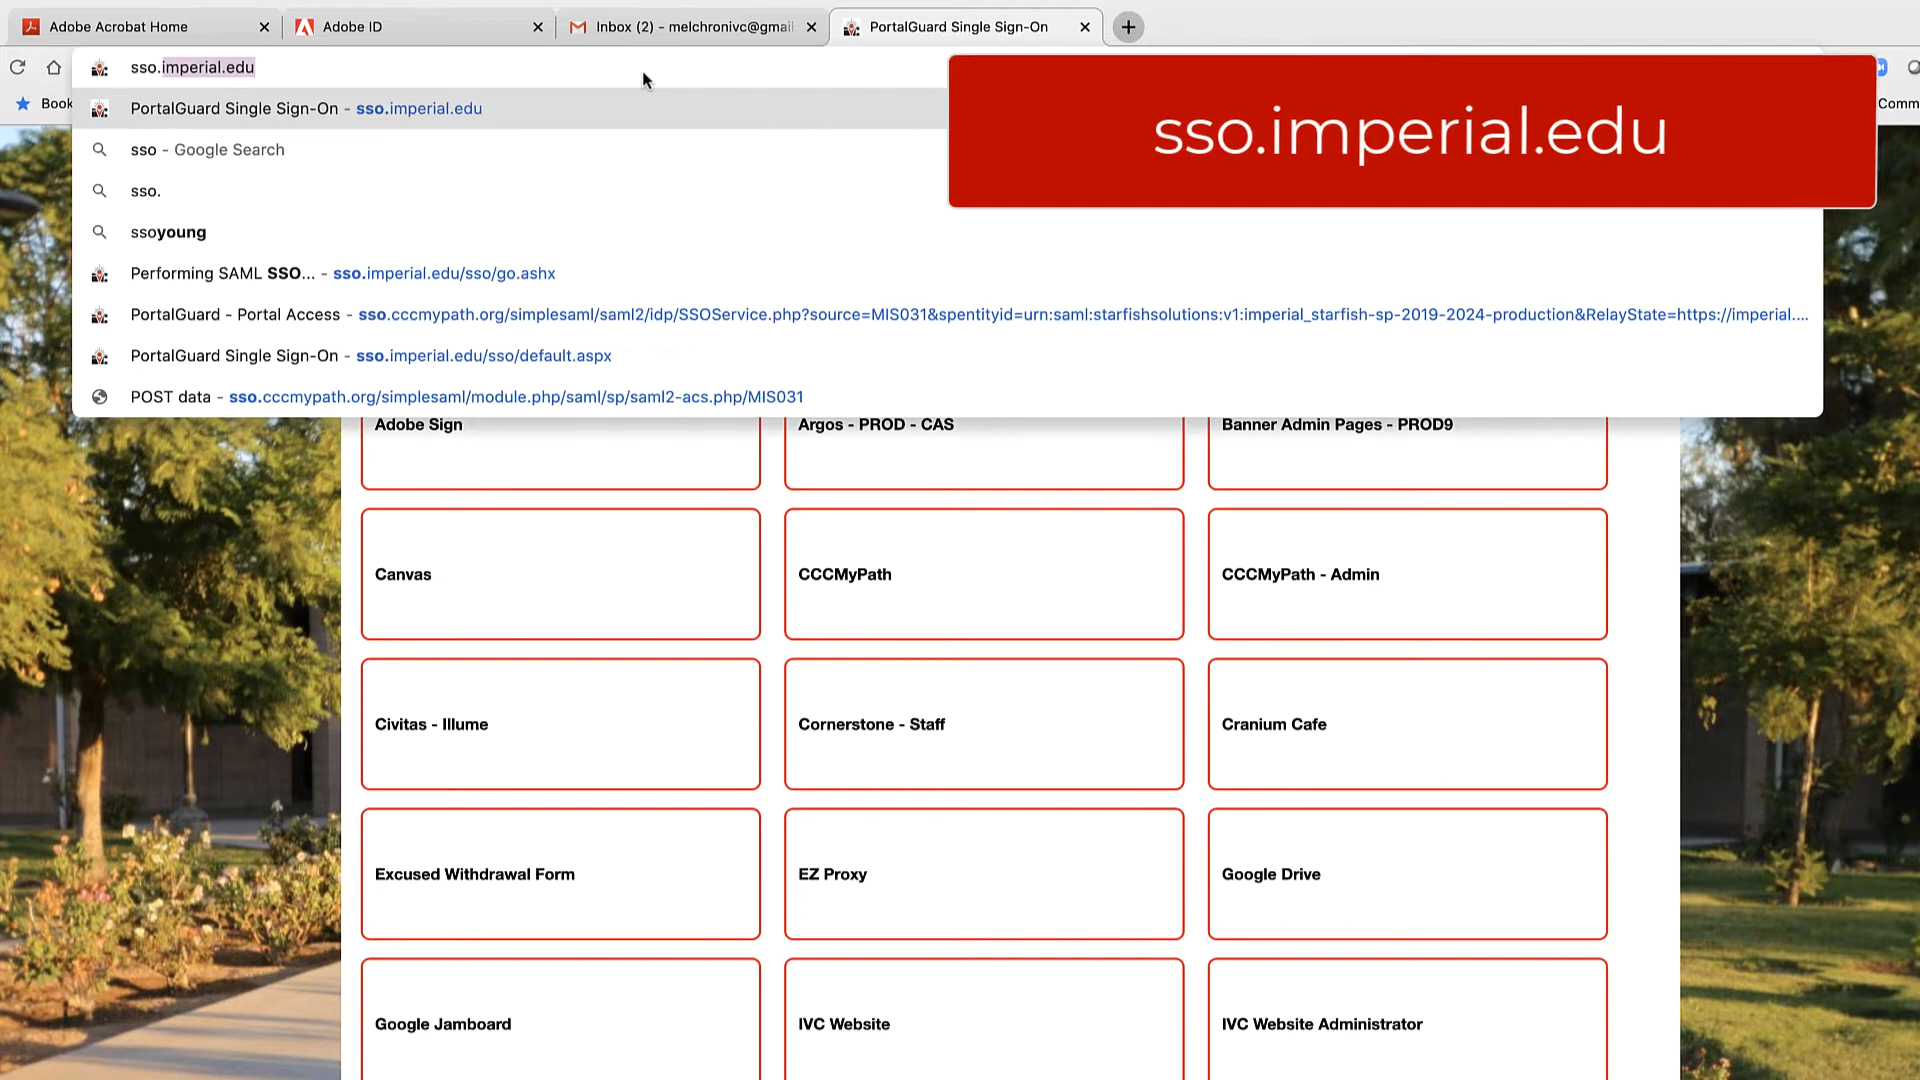 Adobe Acrobat Home
Adobe ID
Inbox (2) - melchronivc@gmail
PortalGuard Single Sign-On
sso.imperial.edu
Book
Comm
PortalGuard Single Sign-On - sso.imperial.edu
sso - Google Search
sso.
ssoyoung
Performing SAML SSO... - sso.imperial.edu/sso/go.ashx
PortalGuard - Portal Access - sso.cccmypath.org/simplesaml/saml2/idp/SSOService.php?source=MIS031&spentityid=urn:saml:starfishsolutions:v1:imperial_starfish-sp-2019-2024-production&RelayState=https://imperial....
PortalGuard Single Sign-On - sso.imperial.edu/sso/default.aspx
POST data - sso.cccmypath.org/simplesaml/module.php/saml/sp/saml2-acs.php/MIS031
sso.imperial.edu
Adobe Sign
Argos - PROD - CAS
Banner Admin Pages - PROD9
Canvas
CCCMyPath
CCCMyPath - Admin
Civitas - Illume
Cornerstone - Staff
Cranium Cafe
Excused Withdrawal Form
EZ Proxy
Google Drive
Google Jamboard
IVC Website
IVC Website Administrator